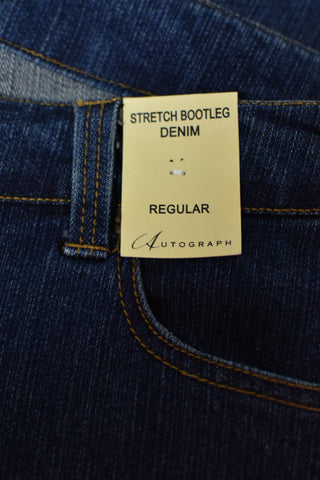 STRETCH BOOTLEG
DENIM
REGULAR
AUTOGRAPH